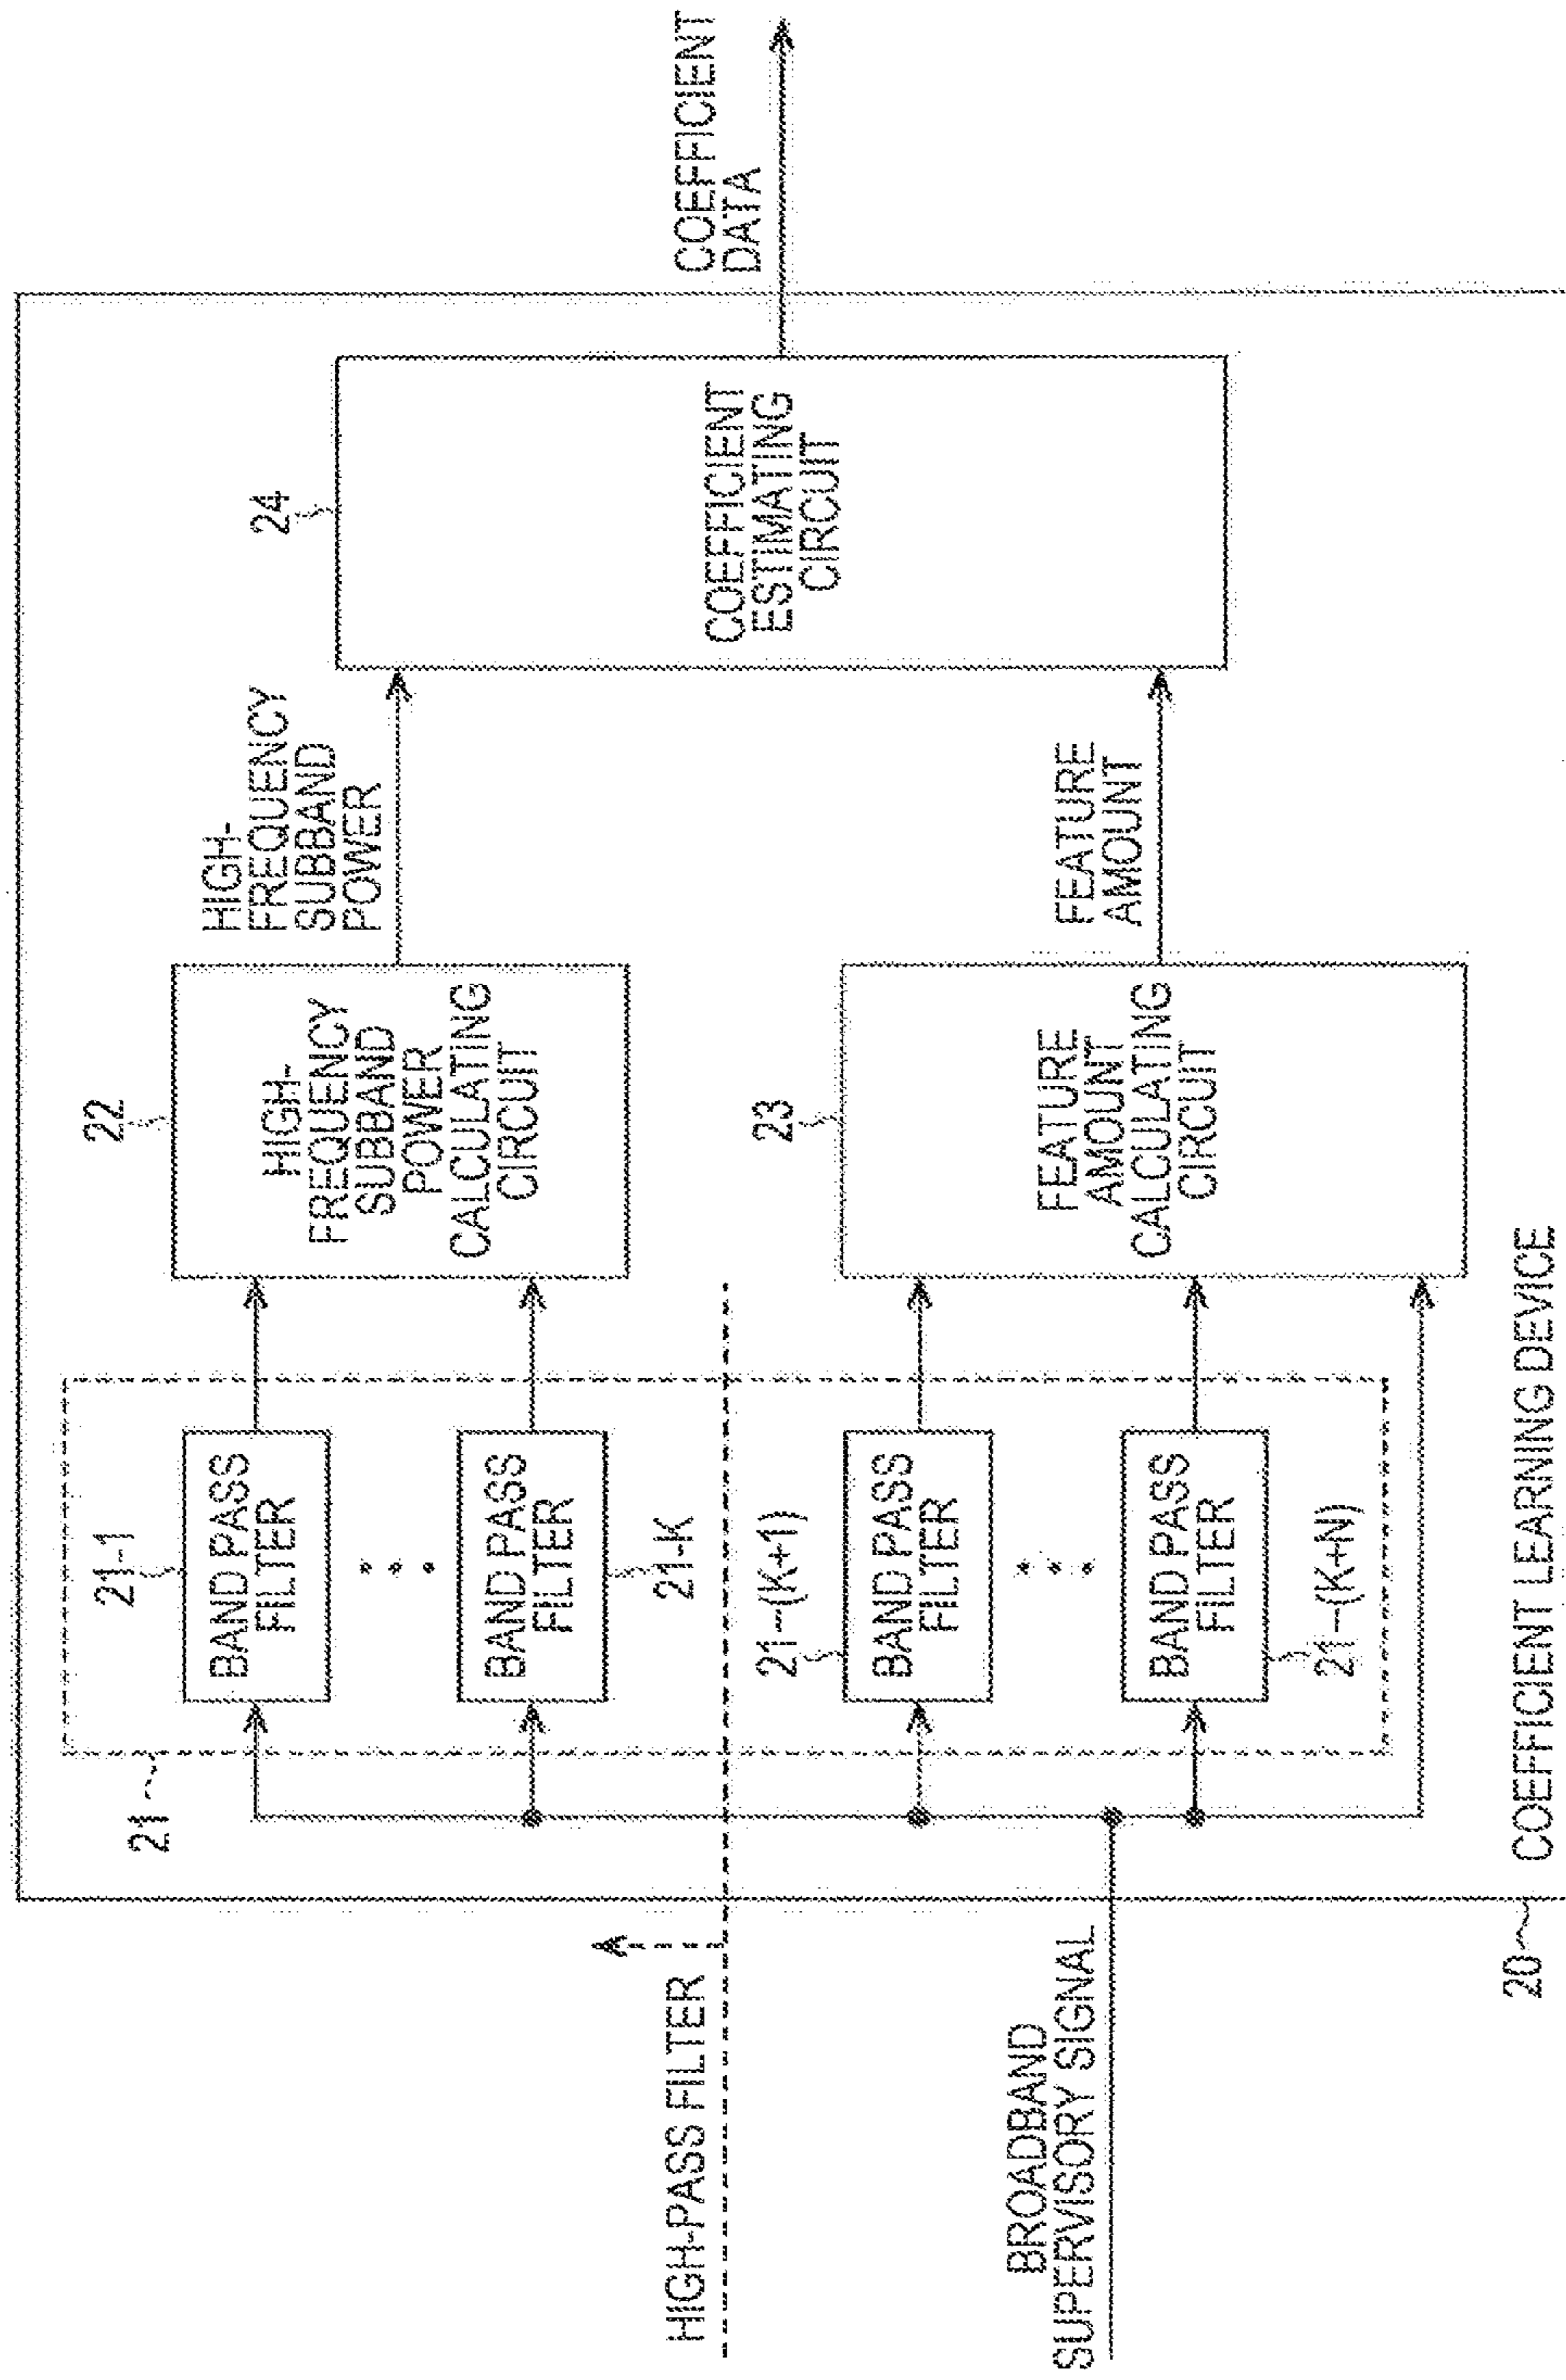 HIGH-PASS FILTER
BROADBAND
SUPERVISORY SIGNAL
21
21-1
BAND PASS
FILTER
BAND PASS
FILTER
21-K
21-(K+1)
BAND PASS
FILTER
BAND PASS
FILTER
21-(K+N)
22
HIGH-
FREQUENCY
SUBBAND
POWER
CALCULATING
CIRCUIT
23
FEATURE
AMOUNT
CALCULATING
CIRCUIT
HIGH-
FREQUENCY
SUBBAND
POWER
FEATURE
AMOUNT
24
COEFFICIENT
ESTIMATING
CIRCUIT
COEFFICIENT
DATA
20
COEFFICIENT LEARNING DEVICE